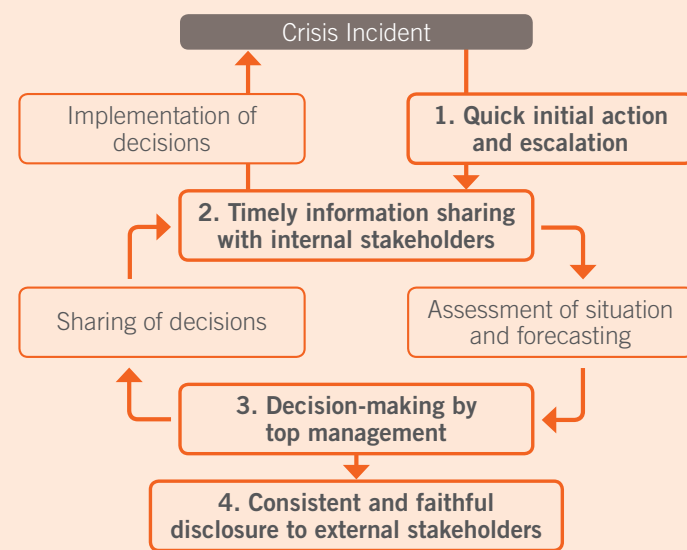 Crisis Incident
Implementation of
decisions
1. Quick initial action
and escalation
2. Timely information sharing
with internal stakeholders
Sharing of decisions
Assessment of situation
and forecasting
3. Decision-making by
top management
4. Consistent and faithful
disclosure to external stakeholders